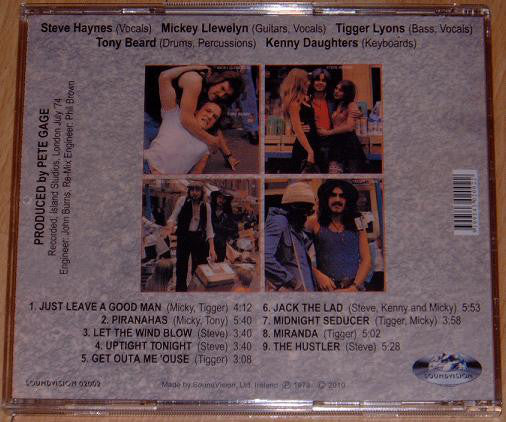 Steve Haynes (Vocals) Mickey Llewelyn (Guitars, Vocals) Tigger Lyons (Bass, Vocals)
Tony Beard (Drums, Percussions) Kenny Daughters (Keyboards)
PRODUCED by PETE GAGE
Recorded, Island Studios, London July '74
Engineer: John Burns, Re-Mix Engineer: Phil Brown
1. JUST LEAVE A GOOD MAN (Micky, Tigger) 4:12
2. PIRANAHAS (Micky, Tony) 5:40
3. LET THE WIND BLOW (Steve) 3.40
4. UPTIGHT TONIGHT (Steve) 3.40
5. GET OUTA ME 'OUSE (Tigger) 3:08
6. JACK THE LAD (Steve, Kenny and Micky) 5:53
7. MIDNIGHT SEDUCER (Tigger, Micky) 3:58
8. MIRANDA (Tigger) 5:02
9. THE HUSTLER (Steve) 5:28
SOUNDVISION 02002
Made by SoundVision, Ltd. Ireland Ⓟ 1973 © 2010
SOUNDVISION